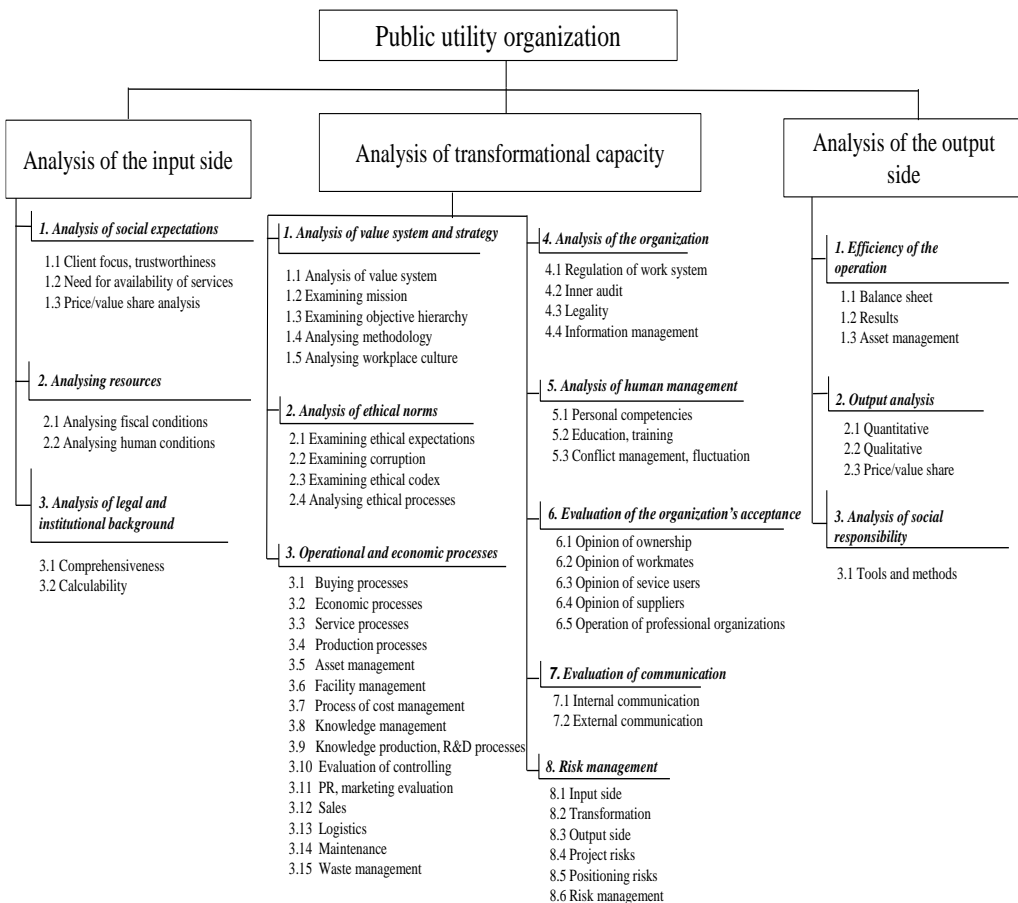 Public utility organization
Analysis of the input side
1. Analysis of social expectations
1.1 Client focus, trustworthiness
1.2 Need for availability of services
1.3 Price/value share analysis
2. Analysing resources
2.1 Analysing fiscal conditions
2.2 Analysing human conditions
3. Analysis of legal and
institutional background
3.1 Comprehensiveness
3.2 Calculability
Analysis of transformational capacity
1. Analysis of value system and strategy
1.1 Analysis of value system
1.2 Examining mission
1.3 Examining objective hierarchy
1.4 Analysing methodology
1.5 Analysing workplace culture
2. Analysis of ethical norms
2.1 Examining ethical expectations
2.2 Examining corruption
2.3 Examining ethical codex
2.4 Analysing ethical processes
3. Operational and economic processes
3.1 Buying processes
3.2 Economic processes
3.3 Service processes
3.4 Production processes
3.5 Asset management
3.6 Facility management
3.7 Process of cost management
3.8 Knowledge management
3.9 Knowledge production, R&D processes
3.10 Evaluation of controlling
3.11 PR, marketing evaluation
3.12 Sales
3.13 Logistics
3.14 Maintenance
3.15 Waste management
4. Analysis of the organization
4.1 Regulation of work system
4.2 Inner audit
4.3 Legality
4.4 Information management
5. Analysis of human management
5.1 Personal competencies
5.2 Education, training
5.3 Conflict management, fluctuation
6. Evaluation of the organization's acceptance
6.1 Opinion of ownership
6.2 Opinion of workmates
6.3 Opinion of sevice users
6.4 Opinion of suppliers
6.5 Operation of professional organizations
7. Evaluation of communication
7.1 Internal communication
7.2 External communication
8. Risk management
8.1 Input side
8.2 Transformation
8.3 Output side
8.4 Project risks
8.5 Positioning risks
8.6 Risk management
Analysis of the output
side
1. Efficiency of the
operation
1.1 Balance sheet
1.2 Results
1.3 Asset management
2. Output analysis
2.1 Quantitative
2.2 Qualitative
2.3 Price/value share
3. Analysis of social
responsibility
3.1 Tools and methods